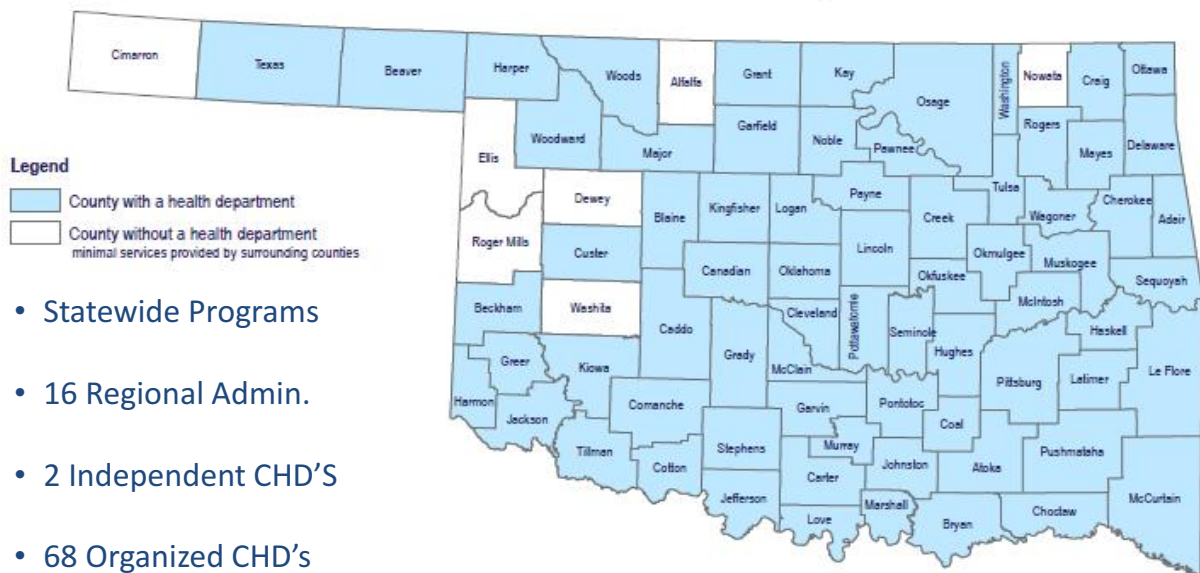 Cimarron
Texas
Beaver
Harper
Woods
Alfalfa
Grant
Kay
Osage
Washington
Nowata
Craig
Ottawa
Woodward
Major
Garfield
Noble
Pawnee
Rogers
Mayes
Delaware
Ellis
Dewey
Blaine
Kingfisher
Logan
Payne
Creek
Tulsa
Wagoner
Cherokee
Adair
Roger Mills
Custer
Canadian
Oklahoma
Lincoln
Okfuskee
Okmulgee
Muskogee
Sequoyah
Beckham
Washita
Caddo
Grady
Cleveland
McClain
Pottawatomie
Seminole
Hughes
McIntosh
Haskell
Pittsburg
Latimer
Le Flore
Greer
Kiowa
Harmon
Jackson
Comanche
Garvin
Pontotoc
Coal
Tillman
Cotton
Stephens
Murray
Carter
Johnston
Atoka
Pushmataha
McCurtain
Jefferson
Love
Marshall
Bryan
Choctaw
Legend
County with a health department
County without a health department
minimal services provided by surrounding counties
• Statewide Programs
• 16 Regional Admin.
• 2 Independent CHD'S
• 68 Organized CHD's